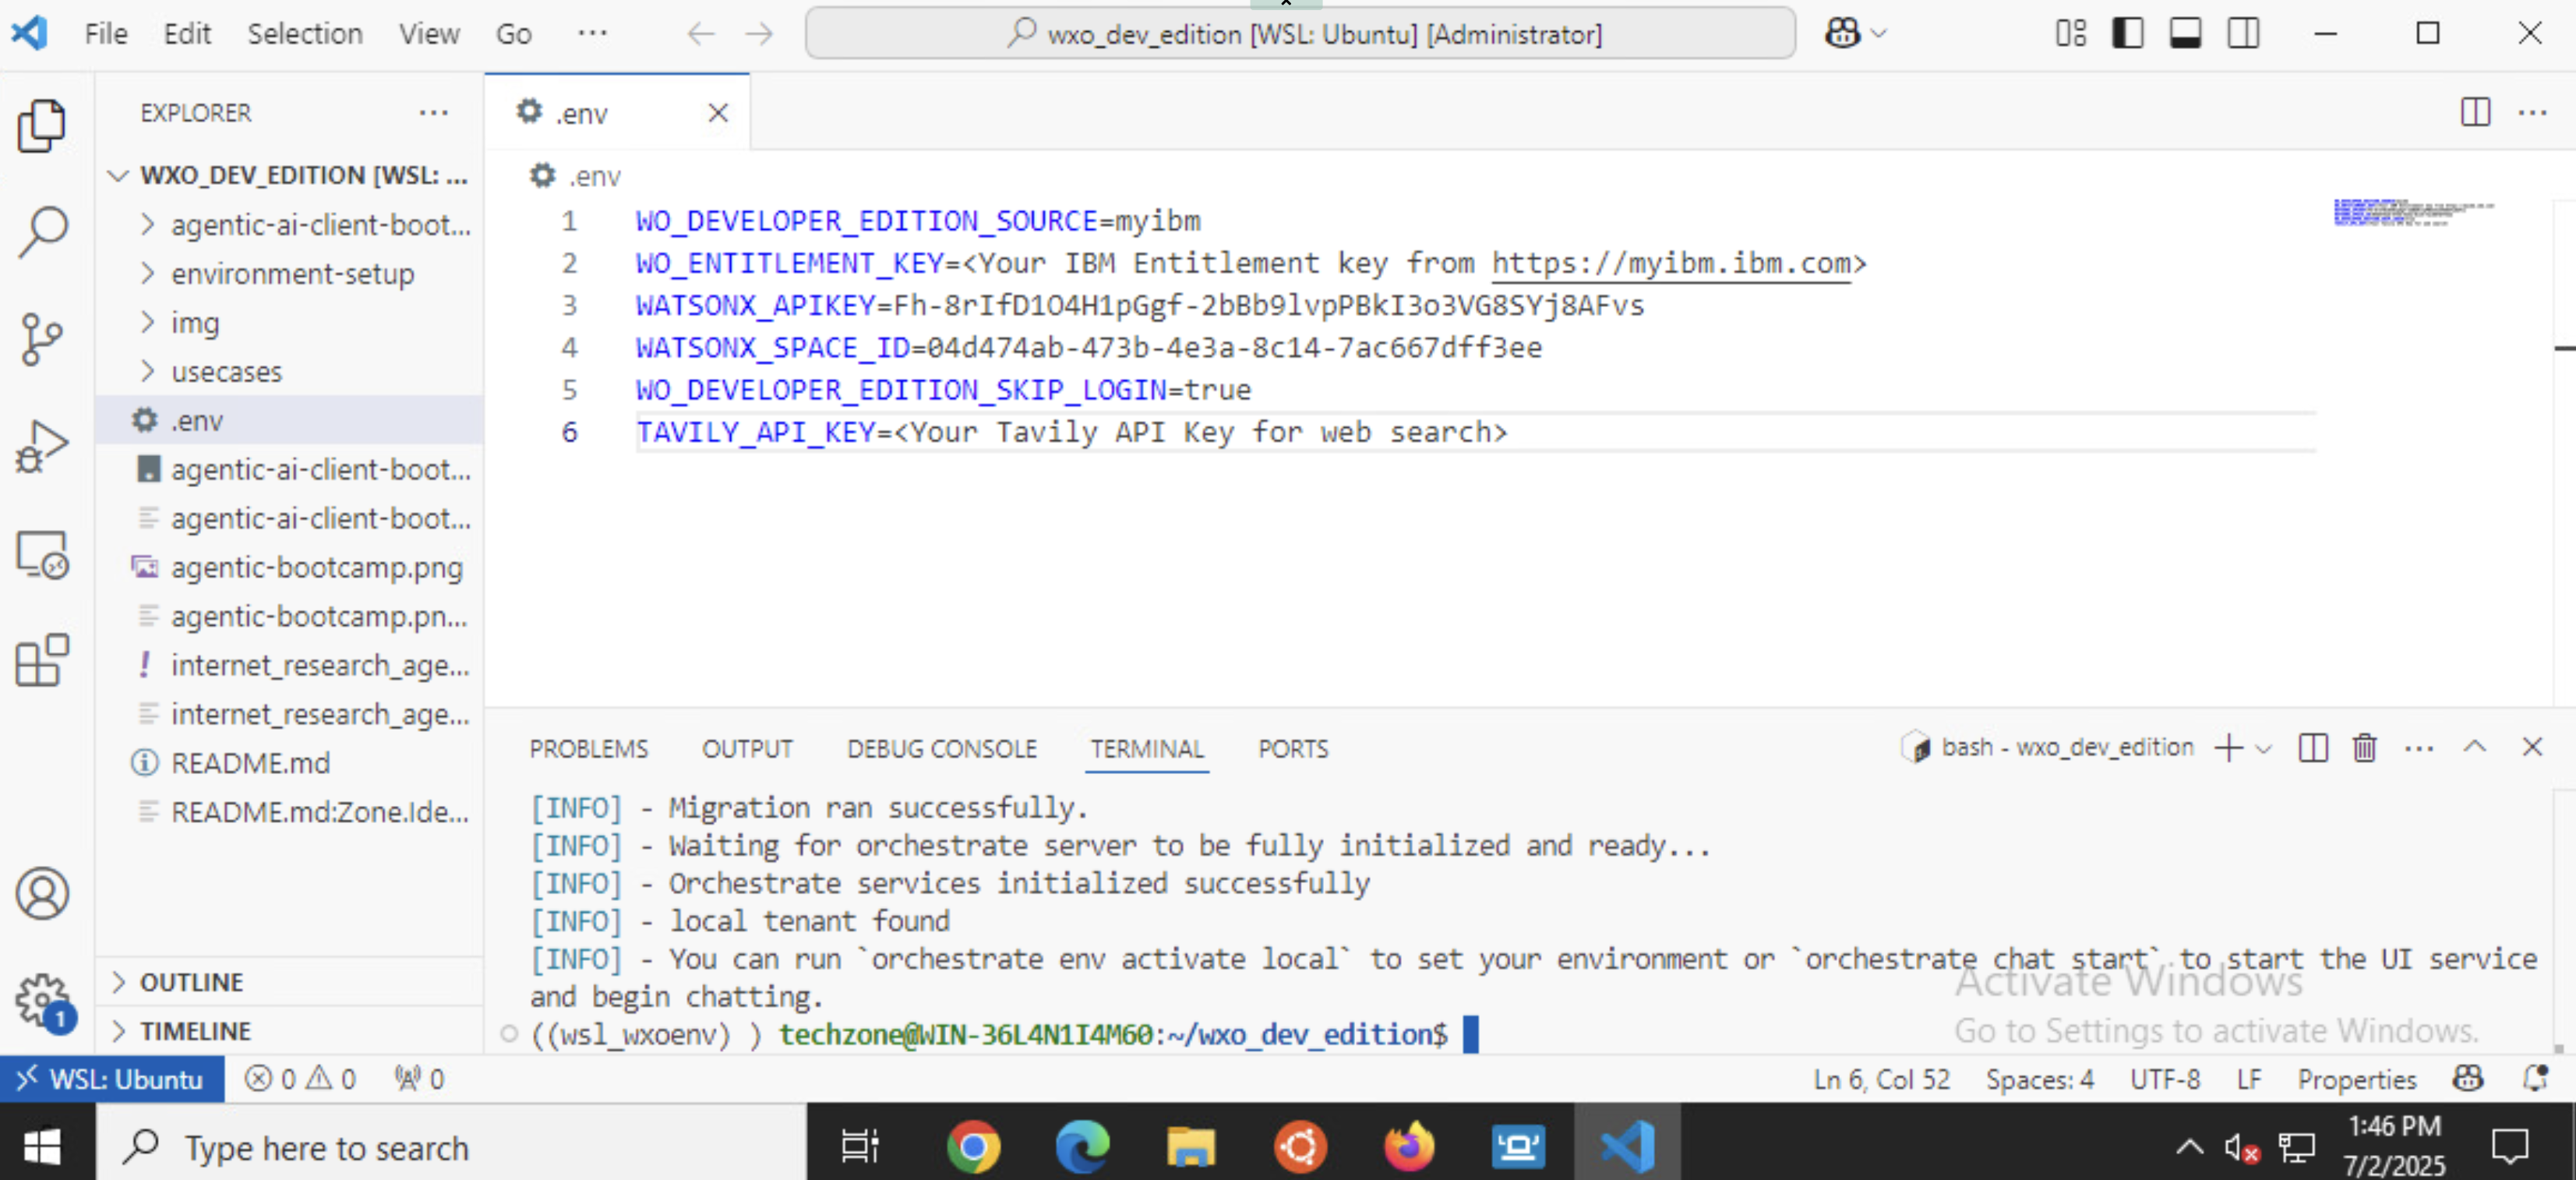 File Edit Selection View Go ...
wxo_dev_edition [WSL: Ubuntu] [Administrator]
EXPLORER
WXO_DEV_EDITION [WSL: ...
agentic-ai-client-boot...
environment-setup
img
usecases
.env
agentic-ai-client-boot...
agentic-ai-client-boot...
agentic-bootcamp.png
agentic-bootcamp.pn...
internet_research_age...
internet_research_age...
README.md
README.md:Zone.Ide...
OUTLINE
TIMELINE
.env
.env
1 WO_DEVELOPER_EDITION_SOURCE=myibm
2 WO_ENTITLEMENT_KEY=<Your IBM Entitlement key from https://myibm.ibm.com>
3 WATSONX_APIKEY=Fh-8rIfD1O4H1pGgf-2bBb9lvpPBkI3o3VG8SYj8AFvs
4 WATSONX_SPACE_ID=04d474ab-473b-4e3a-8c14-7ac667dff3ee
5 WO_DEVELOPER_EDITION_SKIP_LOGIN=true
6 TAVILY_API_KEY=<Your Tavily API Key for web search>
PROBLEMS OUTPUT DEBUG CONSOLE TERMINAL PORTS
bash - wxo_dev_edition
[INFO] - Migration ran successfully.
[INFO] - Waiting for orchestrate server to be fully initialized and ready...
[INFO] - Orchestrate services initialized successfully
[INFO] - local tenant found
[INFO] - You can run `orchestrate env activate local` to set your environment or `orchestrate chat start` to start the UI service
and begin chatting.
((wsl_wxoenv) ) techzone@WIN-36L4N1I4M60:~/wxo_dev_edition$
Activate Windows
Go to Settings to activate Windows.
1
WSL: Ubuntu 0 0 0
Ln 6, Col 52 Spaces: 4 UTF-8 LF Properties
Type here to search
1:46 PM
7/2/2025